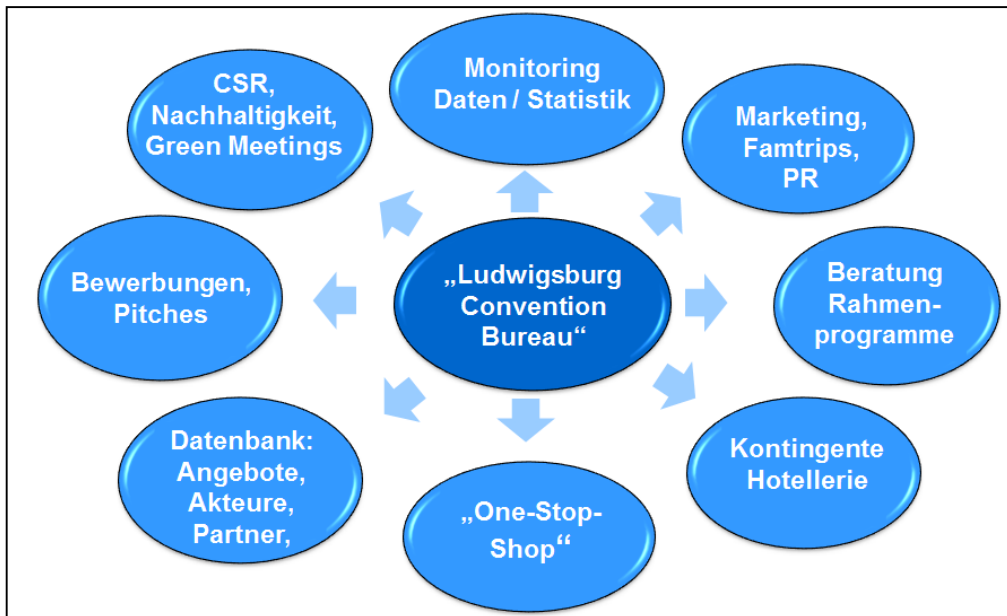 CSR,
Nachhaltigkeit,
Green Meetings
Monitoring
Daten / Statistik
Marketing,
Famtrips,
PR
Bewerbungen,
Pitches
„Ludwigsburg
Convention
Bureau“
Beratung
Rahmen-
programme
Datenbank:
Angebote,
Akteure,
Partner,
„One-Stop-
Shop“
Kontingente
Hotellerie